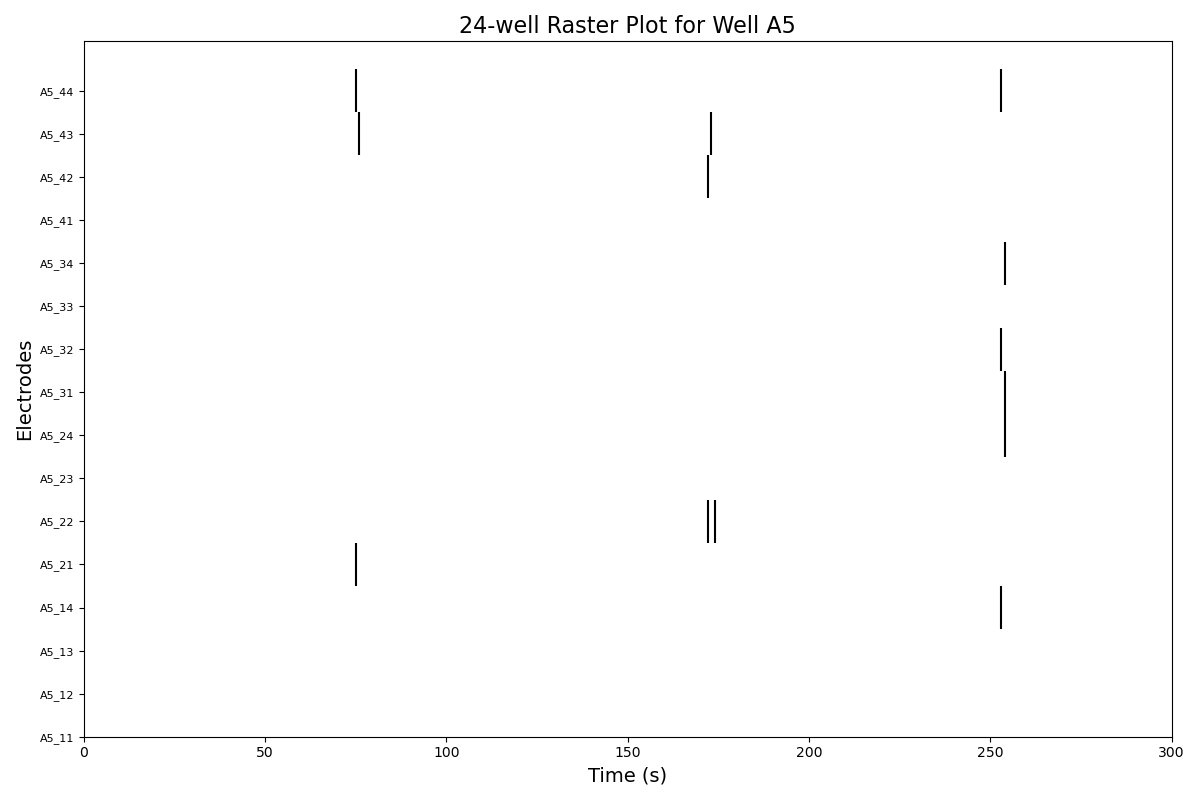 24-well Raster Plot for Well A5
Electrodes
A5_44
A5_43
A5_42
A5_41
A5_34
A5_33
A5_32
A5_31
A5_24
A5_23
A5_22
A5_21
A5_14
A5_13
A5_12
A5_11
0 50 100 150 200 250 300
Time (s)